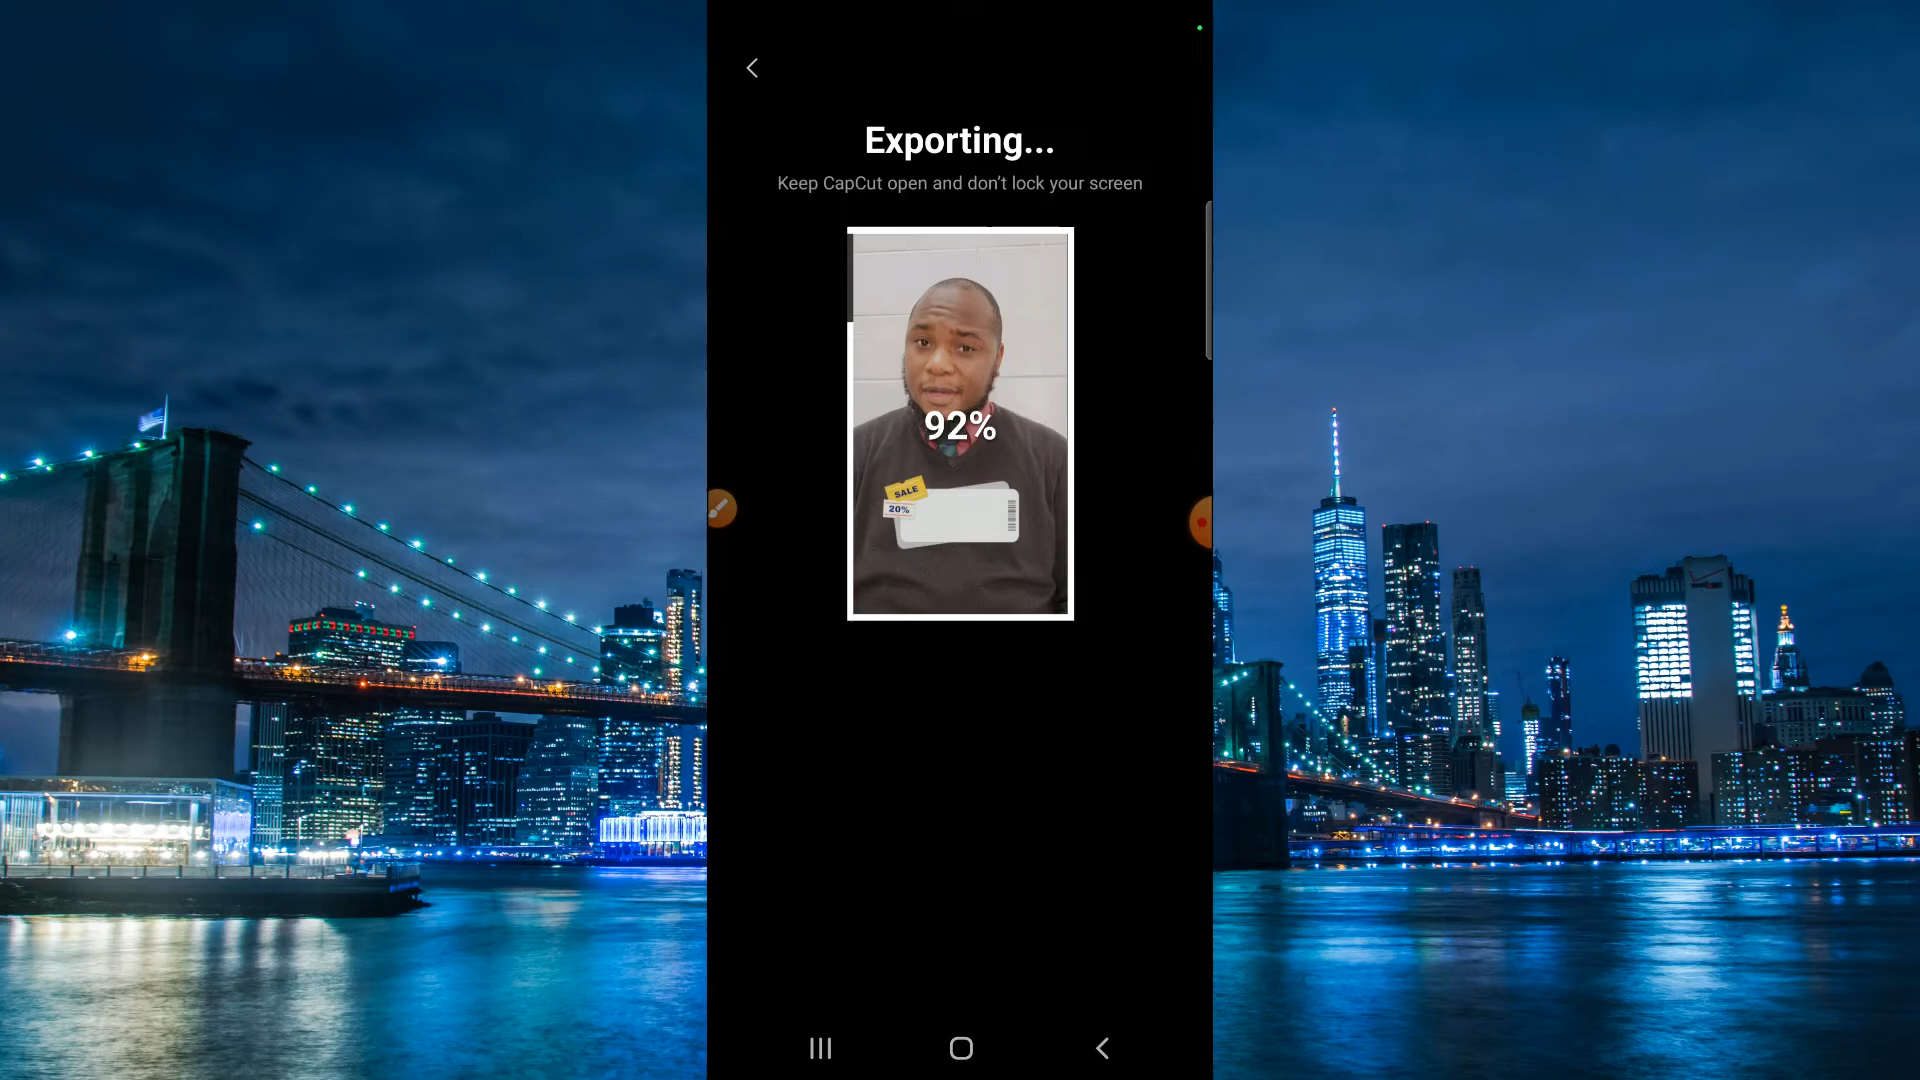 Exporting...
Keep CapCut open and don't lock your screen
92%
SALE
20%